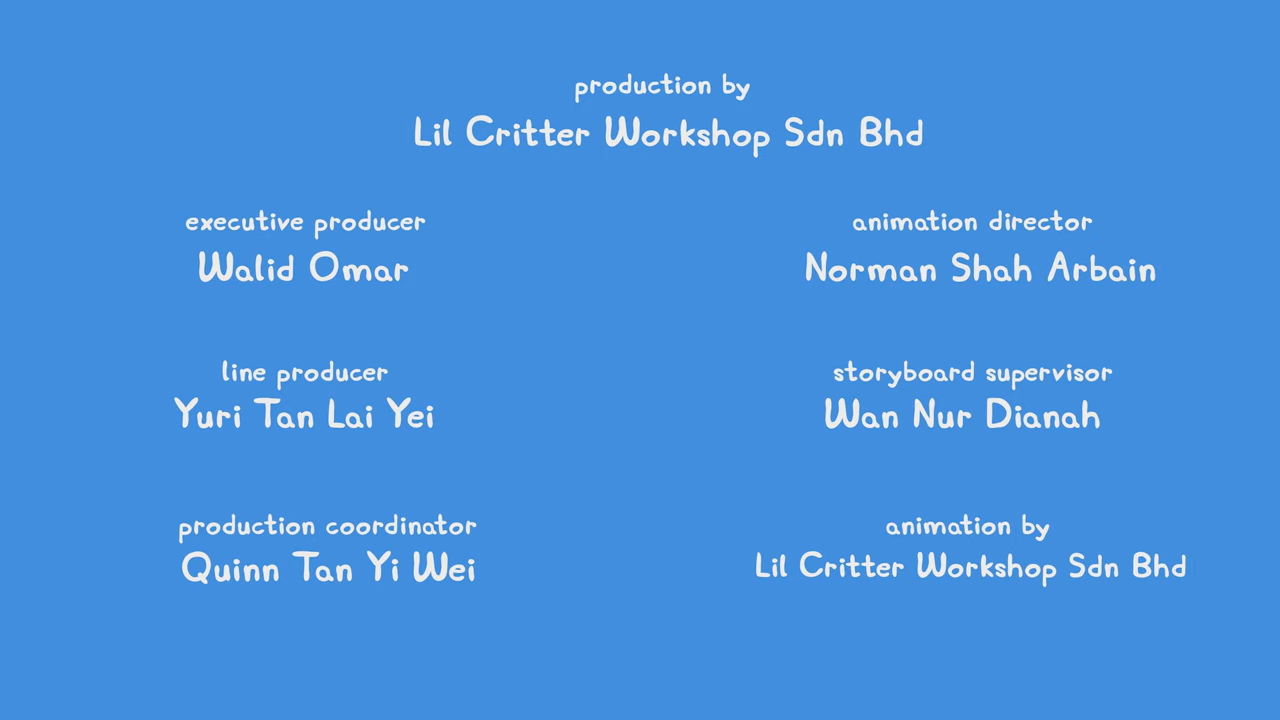 production by
Lil Critter Workshop Sdn Bhd
executive producer
Walid Omar
animation director
Norman Shah Arbain
line producer
Yuri Tan Lai Yei
storyboard supervisor
Wan Nur Dianah
production coordinator
Quinn Tan Yi Wei
animation by
Lil Critter Workshop Sdn Bhd